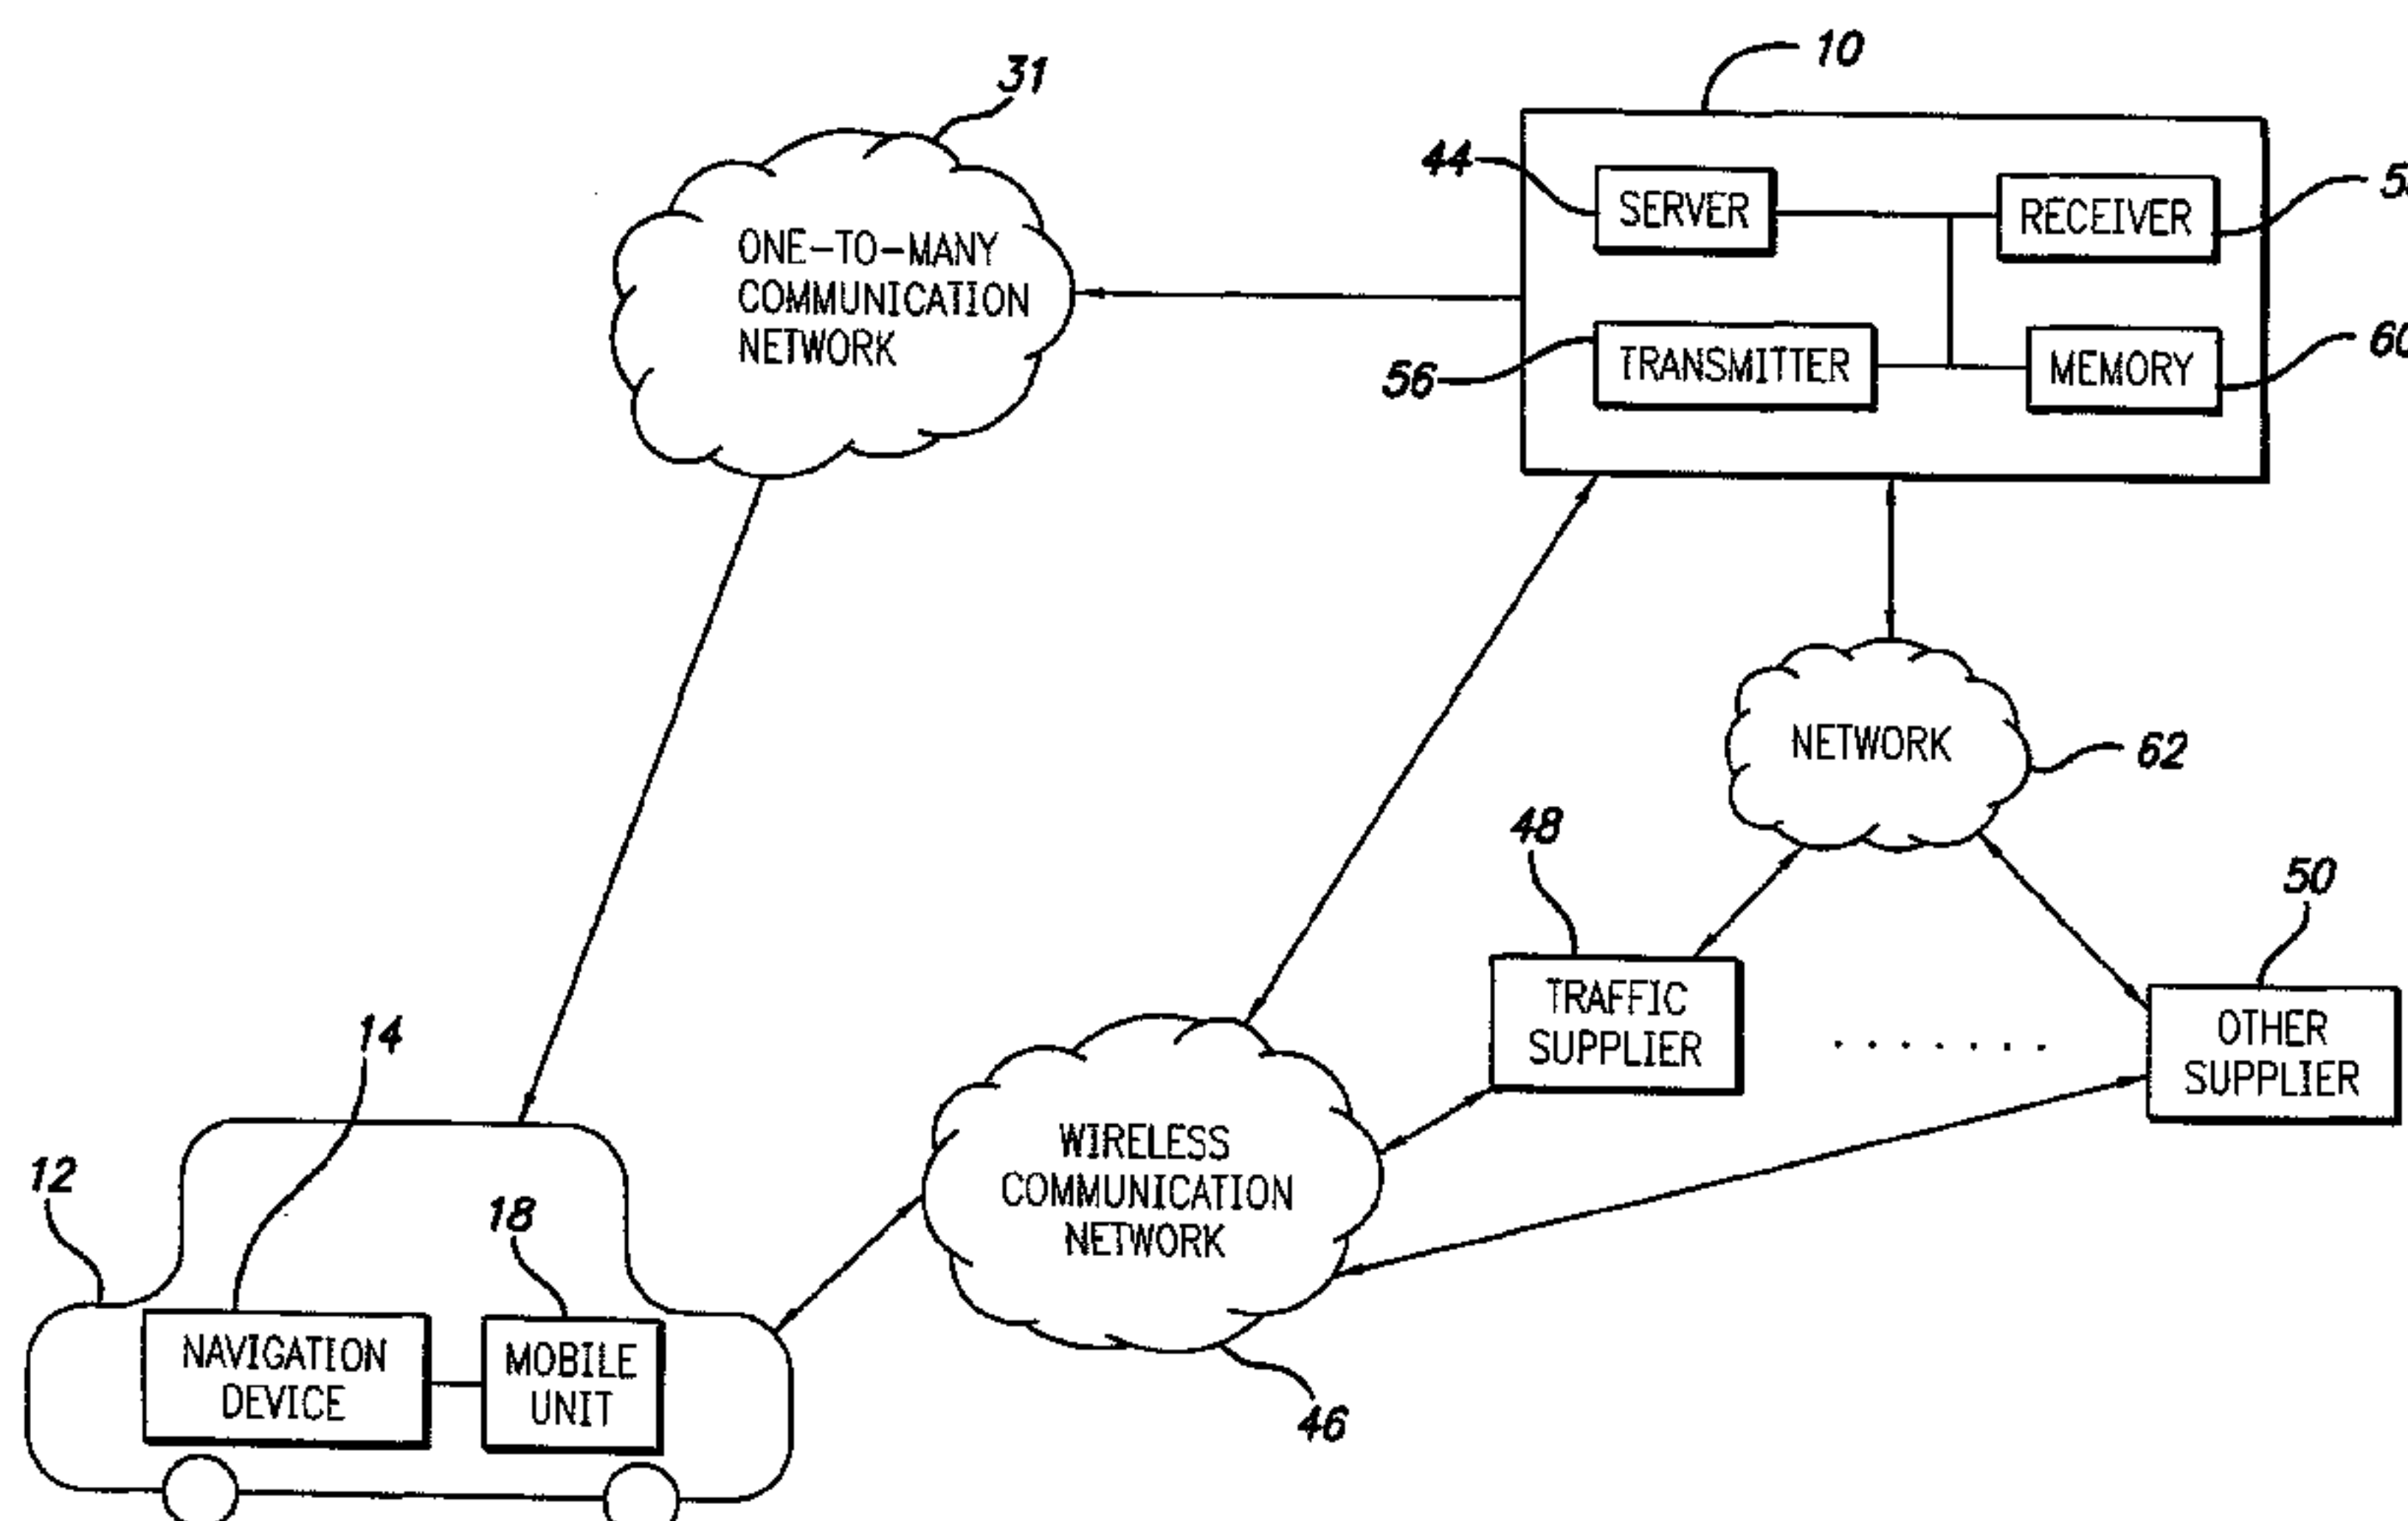 10
31
44
SERVER
RECEIVER
ONE-TO-MANY
COMMUNICATION
NETWORK
56
TRANSMITTER
MEMORY
60
NETWORK
62
48
50
TRAFFIC
SUPPLIER
. . . . . . .
OTHER
SUPPLIER
14
12
18
WIRELESS
COMMUNICATION
NETWORK
NAVIGATION
DEVICE
MOBILE
UNIT
46